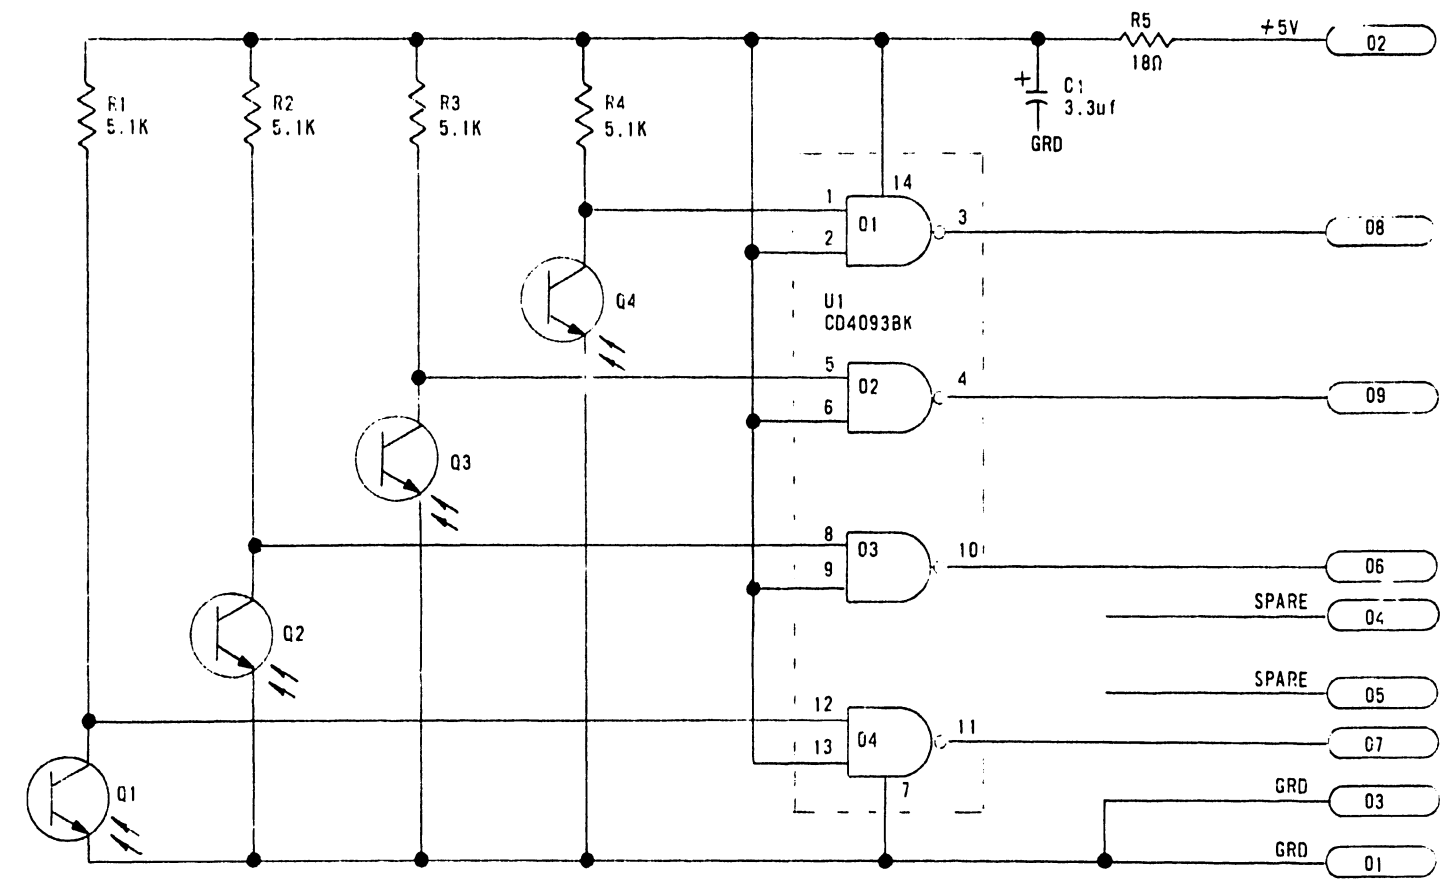 R5
+5V
02
18Ω
R1
5.1K
R2
5.1K
R3
5.1K
R4
5.1K
+
C1
3.3uf
GRD
14
1
2
01
3
08
Q4
U1
CD4093BK
5
6
02
4
09
Q3
8
9
03
10
06
SPARE
04
Q2
SPARE
05
12
13
04
11
07
7
Q1
GRD
03
GRD
01